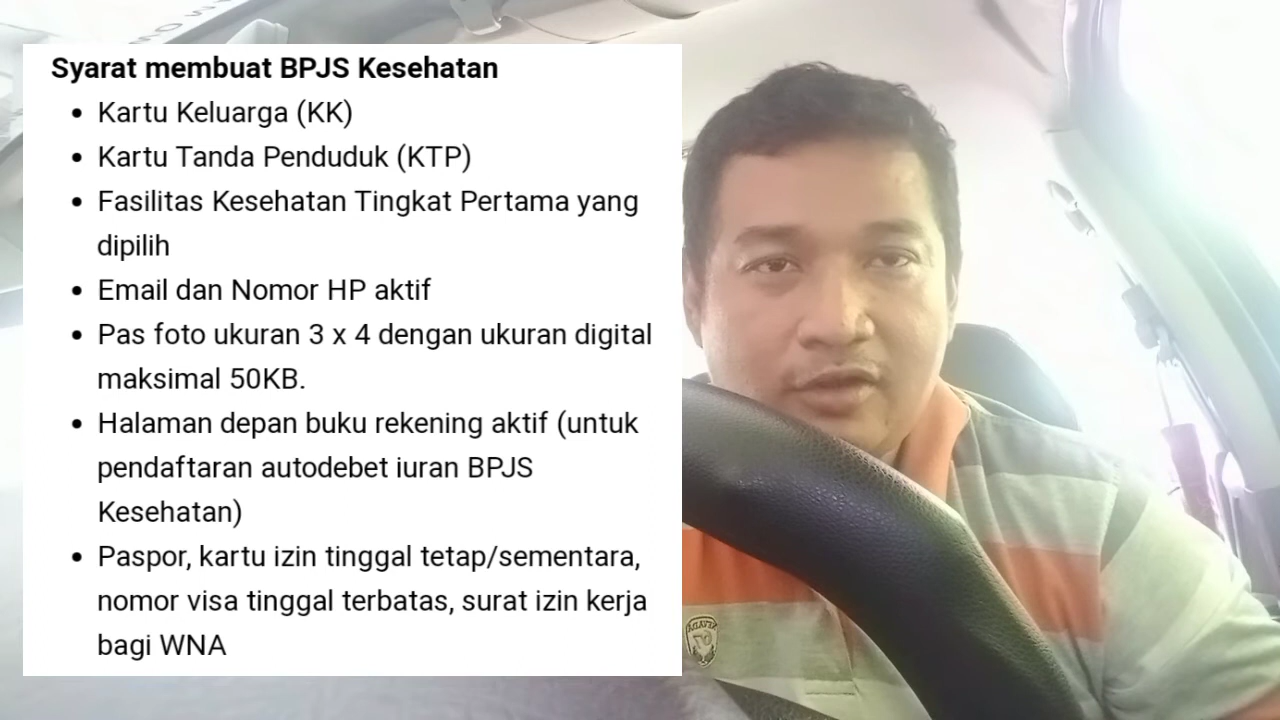 Syarat membuat BPJS Kesehatan
• Kartu Keluarga (KK)
• Kartu Tanda Penduduk (KTP)
• Fasilitas Kesehatan Tingkat Pertama yang
dipilih
• Email dan Nomor HP aktif
• Pas foto ukuran 3 x 4 dengan ukuran digital
maksimal 50KB.
• Halaman depan buku rekening aktif (untuk
pendaftaran autodebet iuran BPJS
Kesehatan)
• Paspor, kartu izin tinggal tetap/sementara,
nomor visa tinggal terbatas, surat izin kerja
bagi WNA